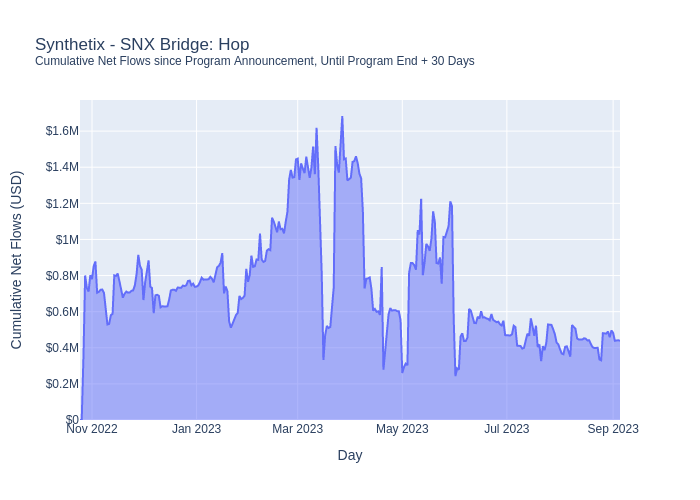 Synthetix - SNX Bridge: Hop
Cumulative Net Flows since Program Announcement, Until Program End + 30 Days
Cumulative Net Flows (USD)
$1.6M
$1.4M
$1.2M
$1M
$0.8M
$0.6M
$0.4M
$0.2M
$0
Nov 2022 Jan 2023 Mar 2023 May 2023 Jul 2023 Sep 2023
Day